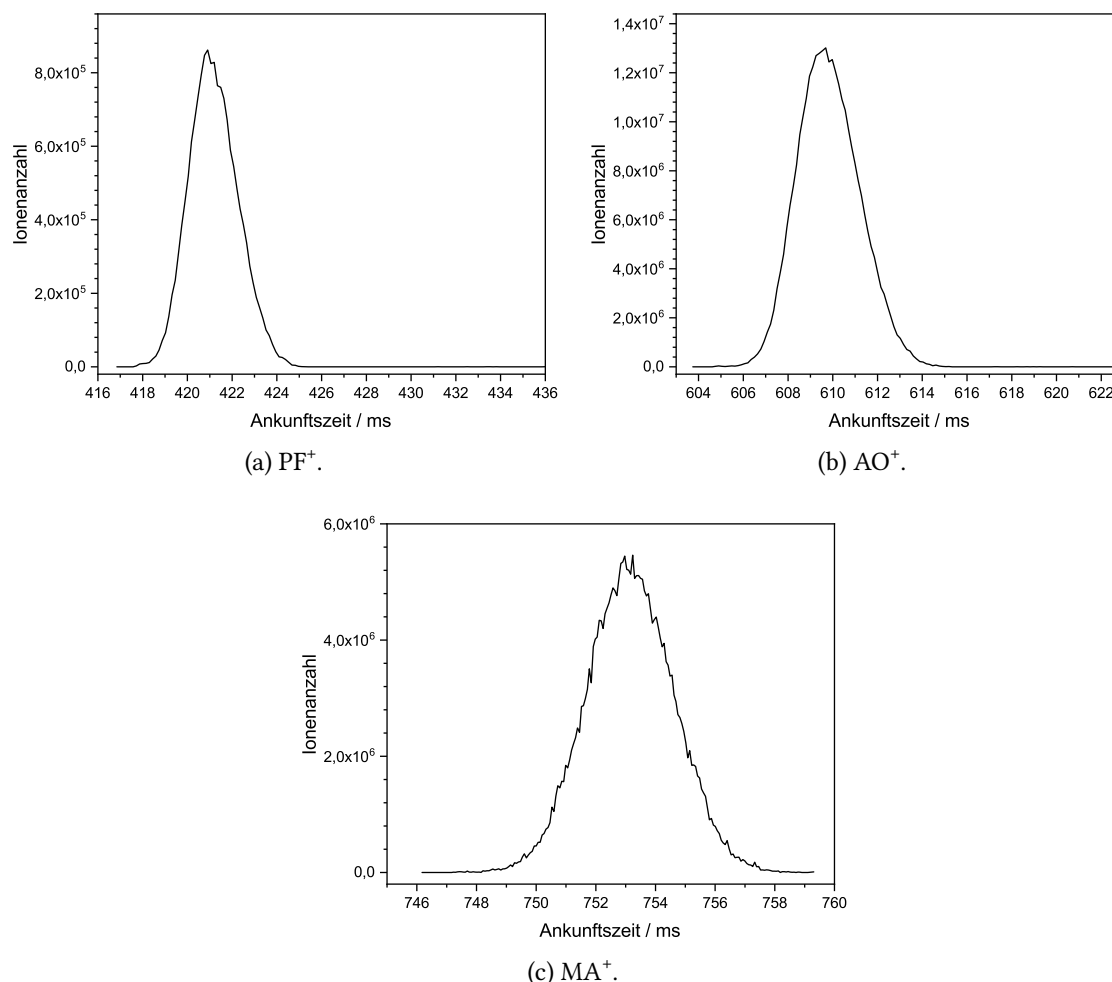 Ionenanzahl
8,0x10⁵
6,0x10⁵
4,0x10⁵
2,0x10⁵
0,0
416 418 420 422 424 426 428 430 432 434 436
Ankunftszeit / ms
(a) PF⁺.
Ionenanzahl
1,4x10⁷
1,2x10⁷
1,0x10⁷
8,0x10⁶
6,0x10⁶
4,0x10⁶
2,0x10⁶
0,0
604 606 608 610 612 614 616 618 620 622
Ankunftszeit / ms
(b) AO⁺.
Ionenanzahl
6,0x10⁶
4,0x10⁶
2,0x10⁶
0,0
746 748 750 752 754 756 758 760
Ankunftszeit / ms
(c) MA⁺.